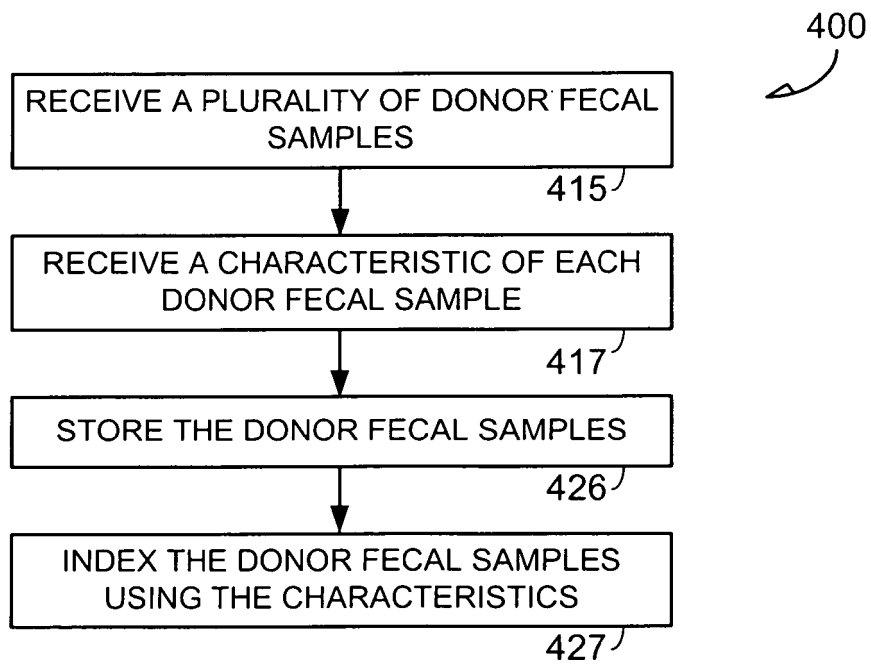 400
RECEIVE A PLURALITY OF DONOR FECAL
SAMPLES
415
RECEIVE A CHARACTERISTIC OF EACH
DONOR FECAL SAMPLE
417
STORE THE DONOR FECAL SAMPLES
426
INDEX THE DONOR FECAL SAMPLES
USING THE CHARACTERISTICS
427